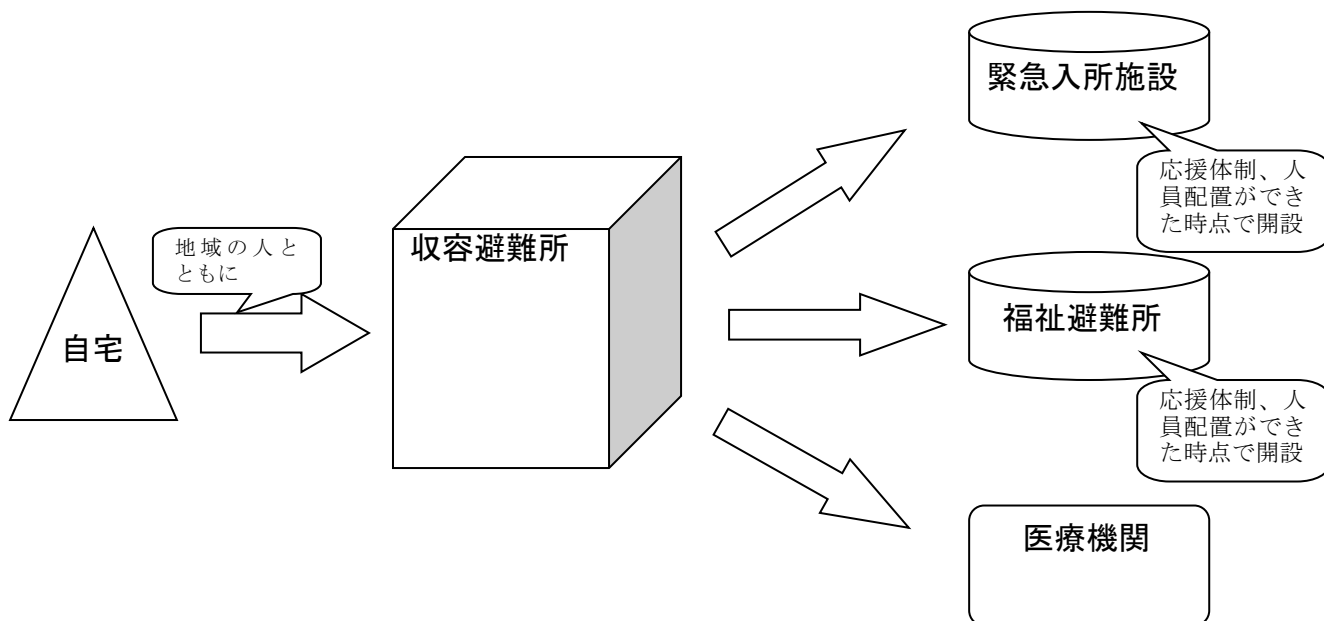 自宅
地域の人と
ともに
収容避難所
緊急入所施設
応援体制、人
員配置ができ
た時点で開設
福祉避難所
応援体制、人
員配置ができ
た時点で開設
医療機関